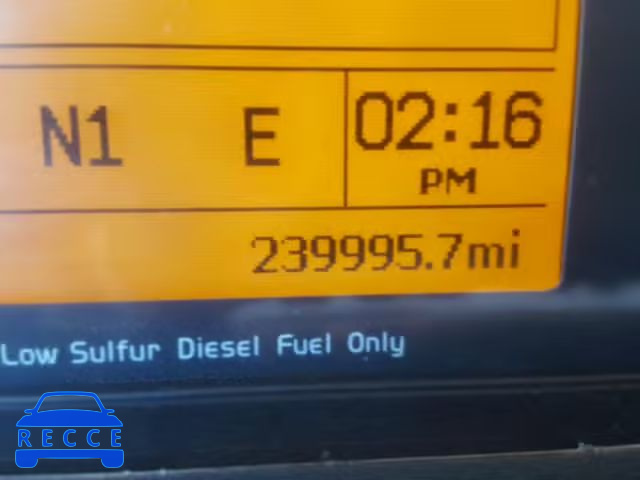 N1 E 02:16
PM
239995.7mi
Low Sulfur Diesel Fuel Only
RECCE